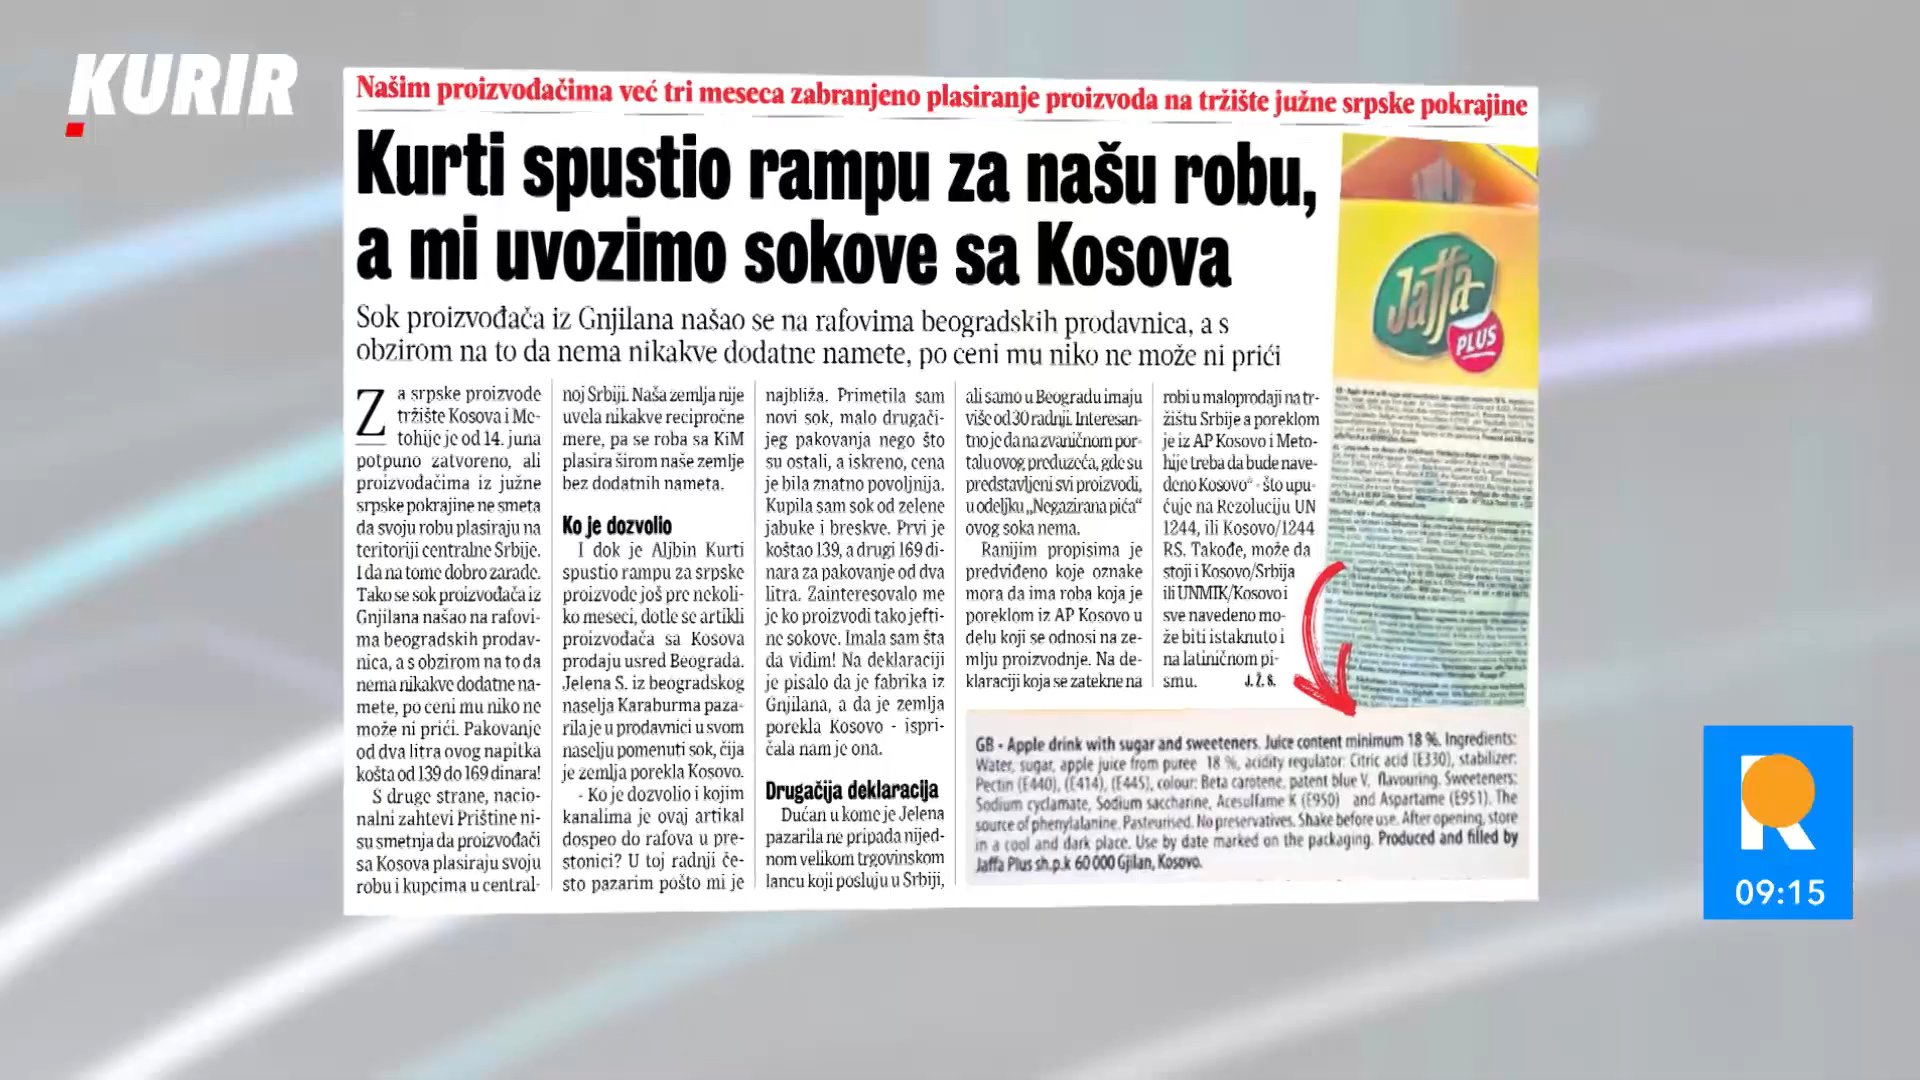 KURIR
Našim proizvođačima već tri meseca zabranjeno plasiranje proizvoda na tržište južne srpske pokrajine
Kurti spustio rampu za našu robu,
a mi uvozimo sokove sa Kosova
Sok proizvođača iz Gnjilana našao se na rafovima beogradskih prodavnica, a s
obzirom na to da nema nikakve dodatne namete, po ceni mu niko ne može ni prići
Za srpske proizvode
tržište Kosova i Me-
tohije je od 14. juna
potpuno zatvoreno, ali
proizvođačima iz južne
srpske pokrajine ne smeta
da svoju robu plasiraju na
teritoriji centralne Srbije.
I da na tome dobro zarade.
Tako se sok proizvođača iz
Gnjilana našao na rafovi-
ma beogradskih prodav-
nica, a s obzirom na to da
nema nikakve dodatne na-
mete, po ceni mu niko ne
može ni prići. Pakovanje
od dva litra ovog napitka
košta od 139 do 169 dinara!
S druge strane, nacio-
nalni zahtevi Prištine ni-
su smetnja da proizvođači
sa Kosova plasiraju svoju
robu i kupcima u central-
noj Srbiji. Naša zemlja nije
uvela nikakve recipročne
mere, pa se roba sa KiM
plasira širom naše zemlje
bez dodatnih nameta.
Ko je dozvolio
I dok je Aljbin Kurti
spustio rampu za srpske
proizvode još pre nekoli-
ko meseci, dotle se artikli
proizvođača sa Kosova
prodaju usred Beograda.
Jelena S. iz beogradskog
naselja Karaburma paza-
rila je u prodavnici u svom
naselju pomenuti sok, čija
je zemlja porekla Kosovo.
- Ko je dozvolio i kojim
kanalima je ovaj artikal
dospeo do rafova u pre-
stonici? U toj radnji če-
sto pazarim pošto mi je
najbliža. Primetila sam
novi sok, malo drugači-
jeg pakovanja nego što
su ostali, a iskreno, cena
je bila znatno povoljnija.
Kupila sam sok od zelene
jabuke i breskve. Prvi je
koštao 139, a drugi 169 di-
nara za pakovanje od dva
litra. Zainteresovalo me
je ko proizvodi tako jefti-
ne sokove. Imala sam šta
da vidim! Na deklaraciji
je pisalo da je fabrika iz
Gnjilana, a da je zemlja
porekla Kosovo - ispri-
čala nam je ona.
Drugačija deklaracija
Dućan u kome je Jelena
pazarila ne pripada nijed-
nom velikom trgovinskom
lancu koji posluju u Srbiji,
ali samo u Beogradu imaju
više od 30 radnji. Interesan-
tno je da na zvaničnom por-
talu ovog preduzeća, gde su
predstavljeni svi proizvodi,
u odeljku „Negazirana pića“
ovog soka nema.
Ranijim propisima je
predviđeno koje oznake
mora da ima roba koja je
poreklom iz AP Kosovo u
delu koji se odnosi na ze-
mlju proizvodnje. Na de-
klaraciji koja se zatekne na
robi u maloprodaji na tr-
žištu Srbije a poreklom
je iz AP Kosovo i Meto-
hije treba da bude nave-
deno Kosovo* - što upu-
ćuje na Rezoluciju UN
1244, ili Kosovo/1244
RS. Takođe, može da
stoji i Kosovo/Srbija
ili UNMIK/Kosovo i
sve navedeno mo-
že biti istaknuto i
na latiničnom pi-
smu. J. Ž. S.
Jaffa
PLUS
GB - Apple drink with sugar and sweeteners. Juice content minimum 18 %. Ingredients:
Water, sugar, apple juice from puree 18 %, acidity regulator: Citric acid (E330), stabilizer:
Pectin (E440), (E414), (E445), colour: Beta carotene, patent blue V, flavouring. Sweeteners:
Sodium cyclamate, Sodium saccharine, Acesulfame K (E950) and Aspartame (E951). The
source of phenylalanine. Pasteurised. No preservatives. Shake before use. After opening, store
in a cool and dark place. Use by date marked on the packaging. Produced and filled by
Jaffa Plus sh.p.k 60 000 Gjilan, Kosovo.
R
09:15